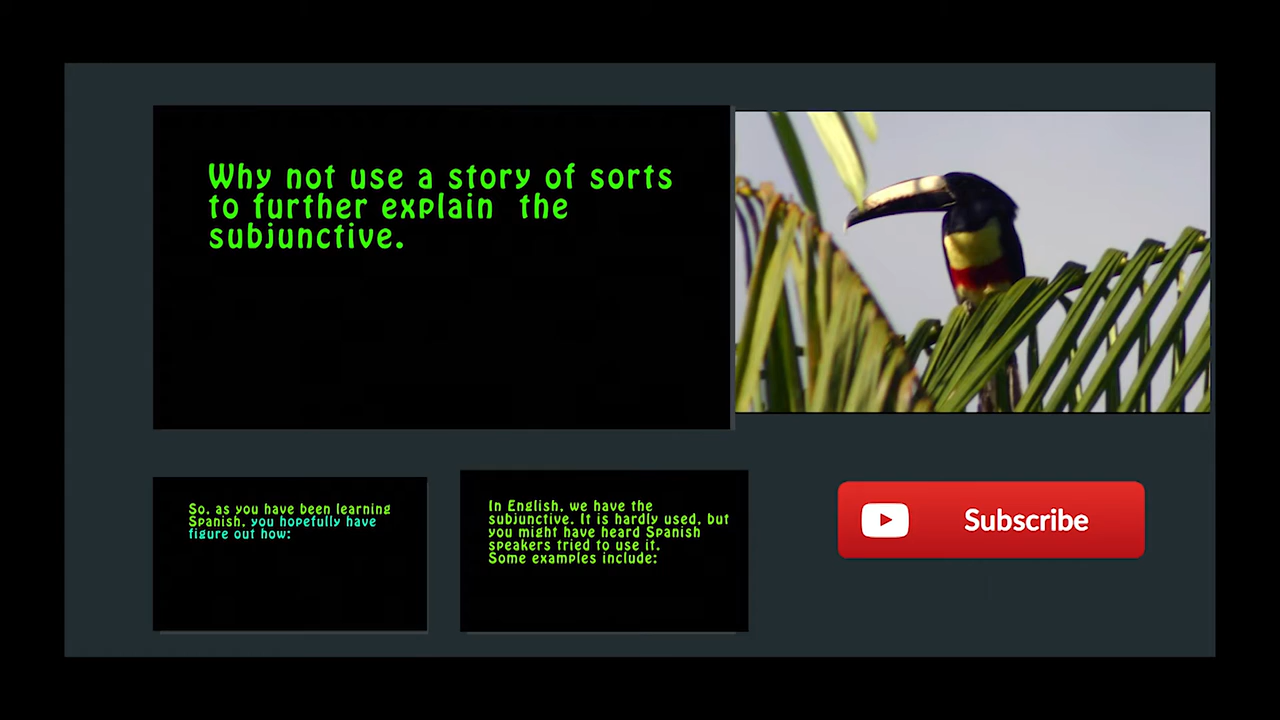 Why not use a story of sorts
to further explain the
subjunctive.
So, as you have been learning
Spanish, you hopefully have
figure out how:
In English, we have the
subjunctive. It is hardly used, but
you might have heard Spanish
speakers tried to use it.
Some examples include:
Subscribe